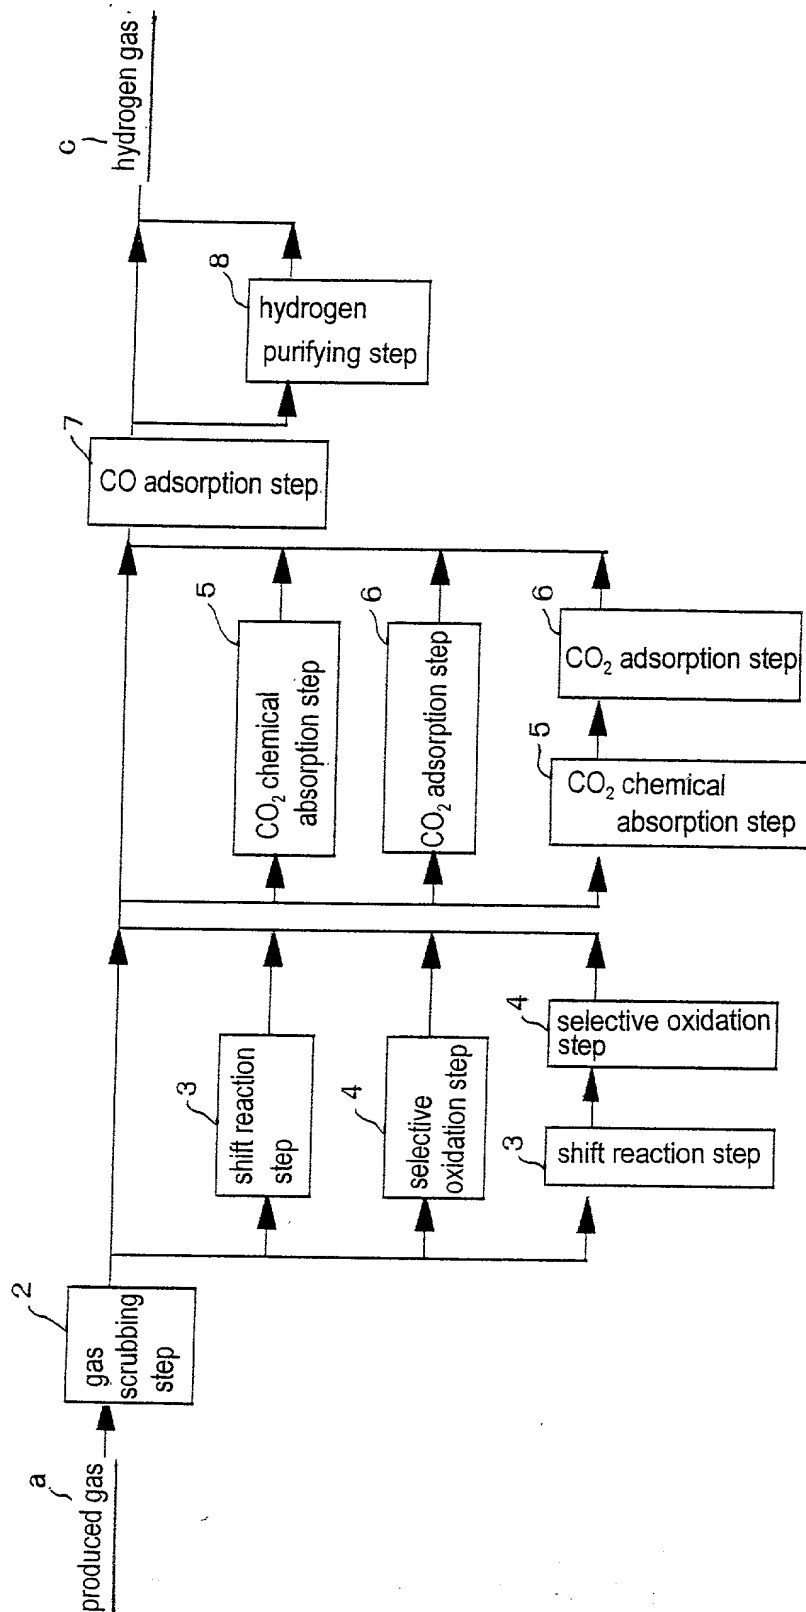 a
produced gas
2
gas
scrubbing
step
3
shift reaction
step
4
selective
oxidation step
3
shift reaction step
4
selective oxidation
step
5
CO₂ chemical
absorption step
6
CO₂ adsorption step
5
CO₂ chemical
absorption step
6
CO₂ adsorption step
7
CO adsorption step
8
hydrogen
purifying step
c
hydrogen gas